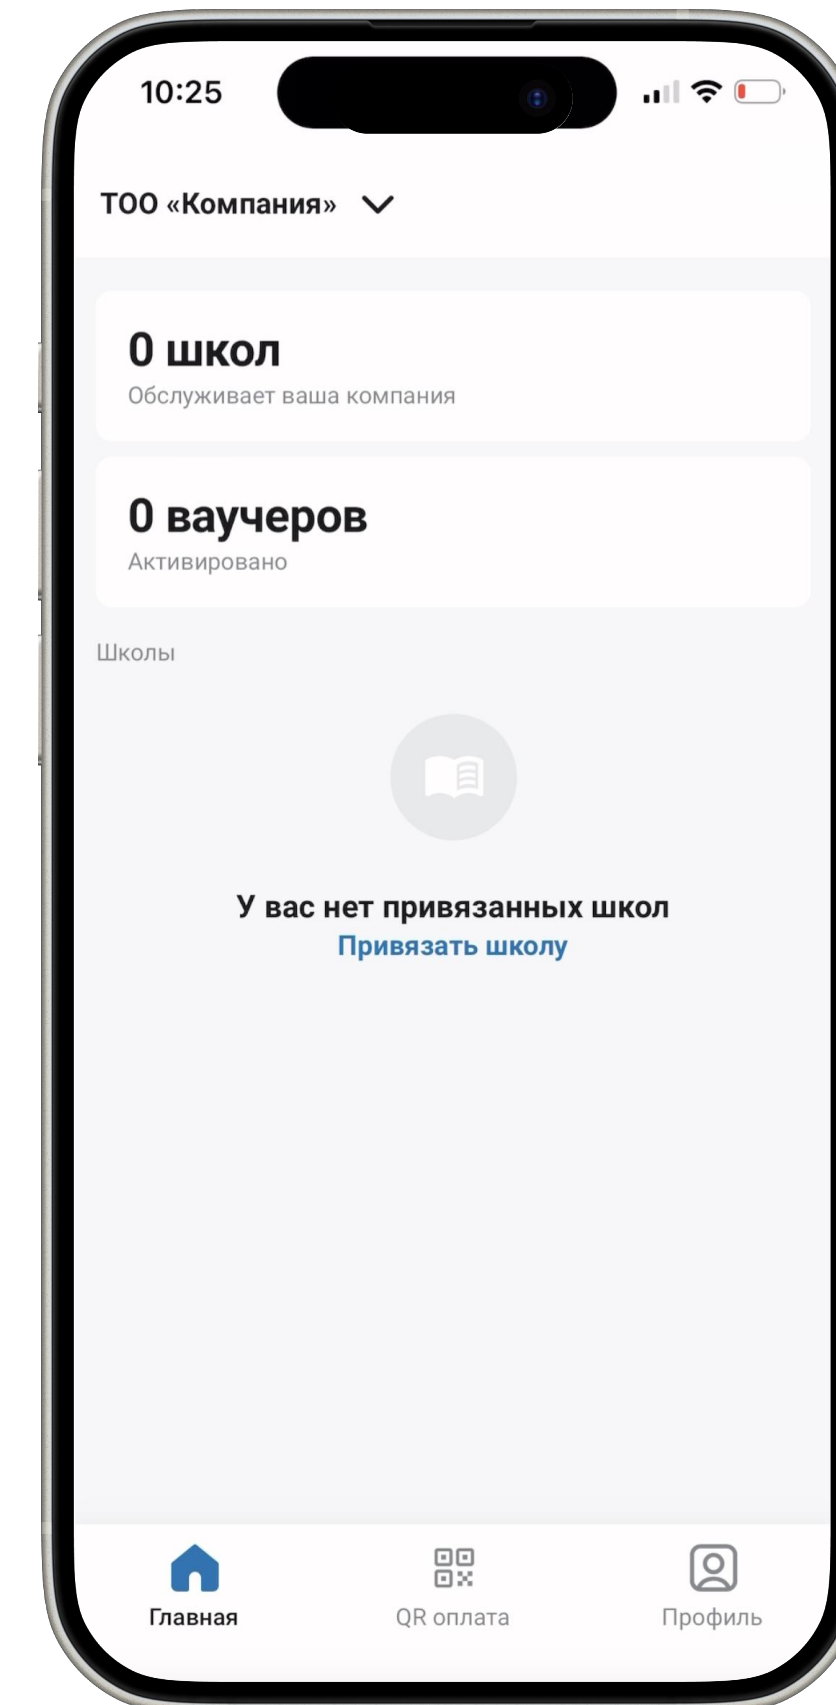 10:25
ТОО «Компания»
0 школ
Обслуживает ваша компания
0 ваучеров
Активировано
Школы
У вас нет привязанных школ
Привязать школу
Главная
QR оплата
Профиль